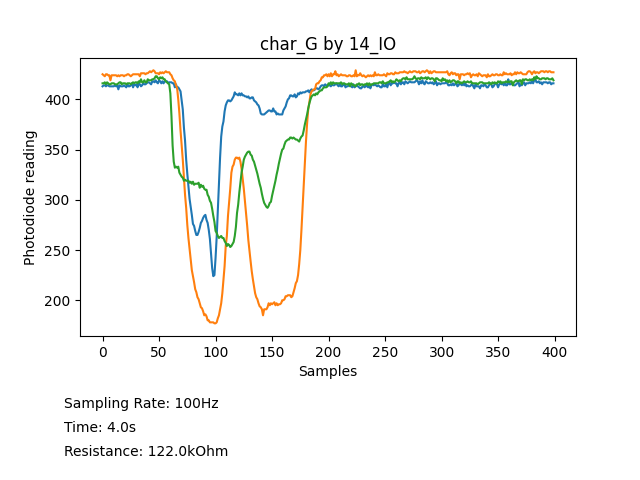 char_G by 14_IO
Photodiode reading
400
350
300
250
200
0 50 100 150 200 250 300 350 400
Samples
Sampling Rate: 100Hz
Time: 4.0s
Resistance: 122.0kOhm